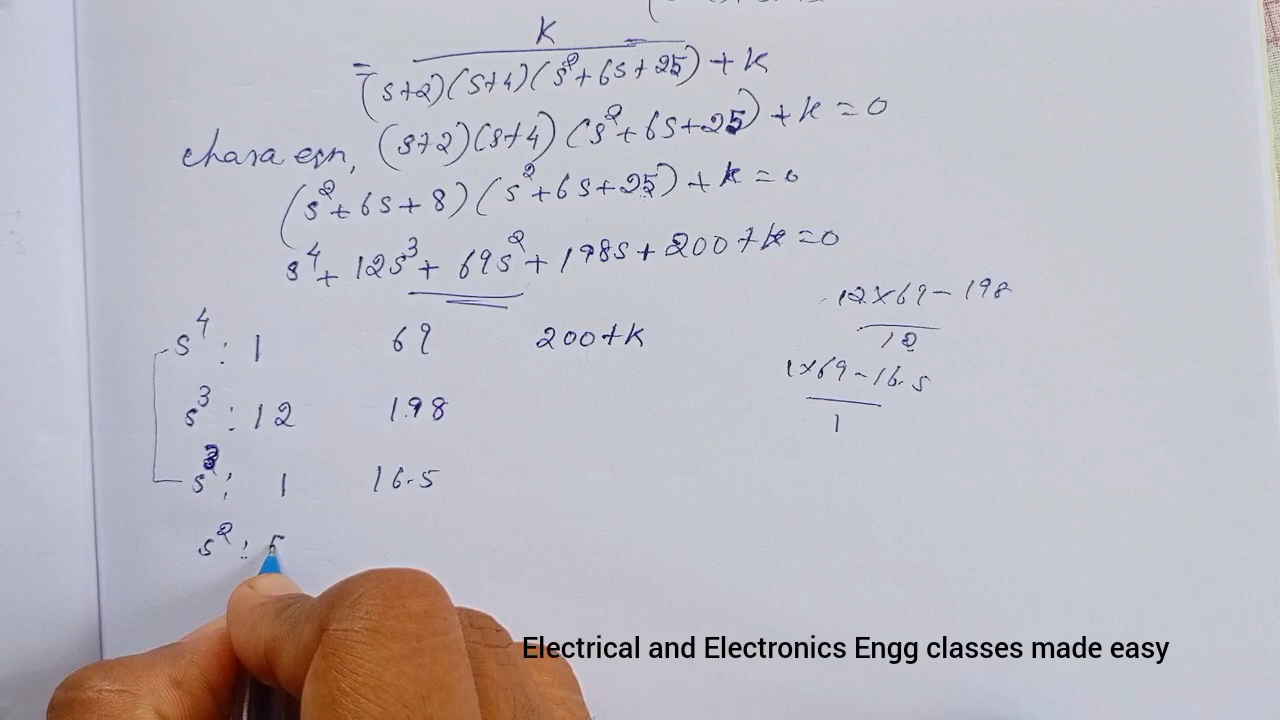 K
= (s+2)(s+4)(s²+6s+25)+k
chara eqn, (s+2)(s+4)(s²+6s+25)+k=0
(s²+6s+8)(s²+6s+25)+k=0
s⁴+12s³+69s²+198s+200+k=0
12×69-198
12
s⁴: 1 69 200+k
1×69-16.5
1
s³: 12 198
s³: 1 16.5
s²: 5
Electrical and Electronics Engg classes made easy